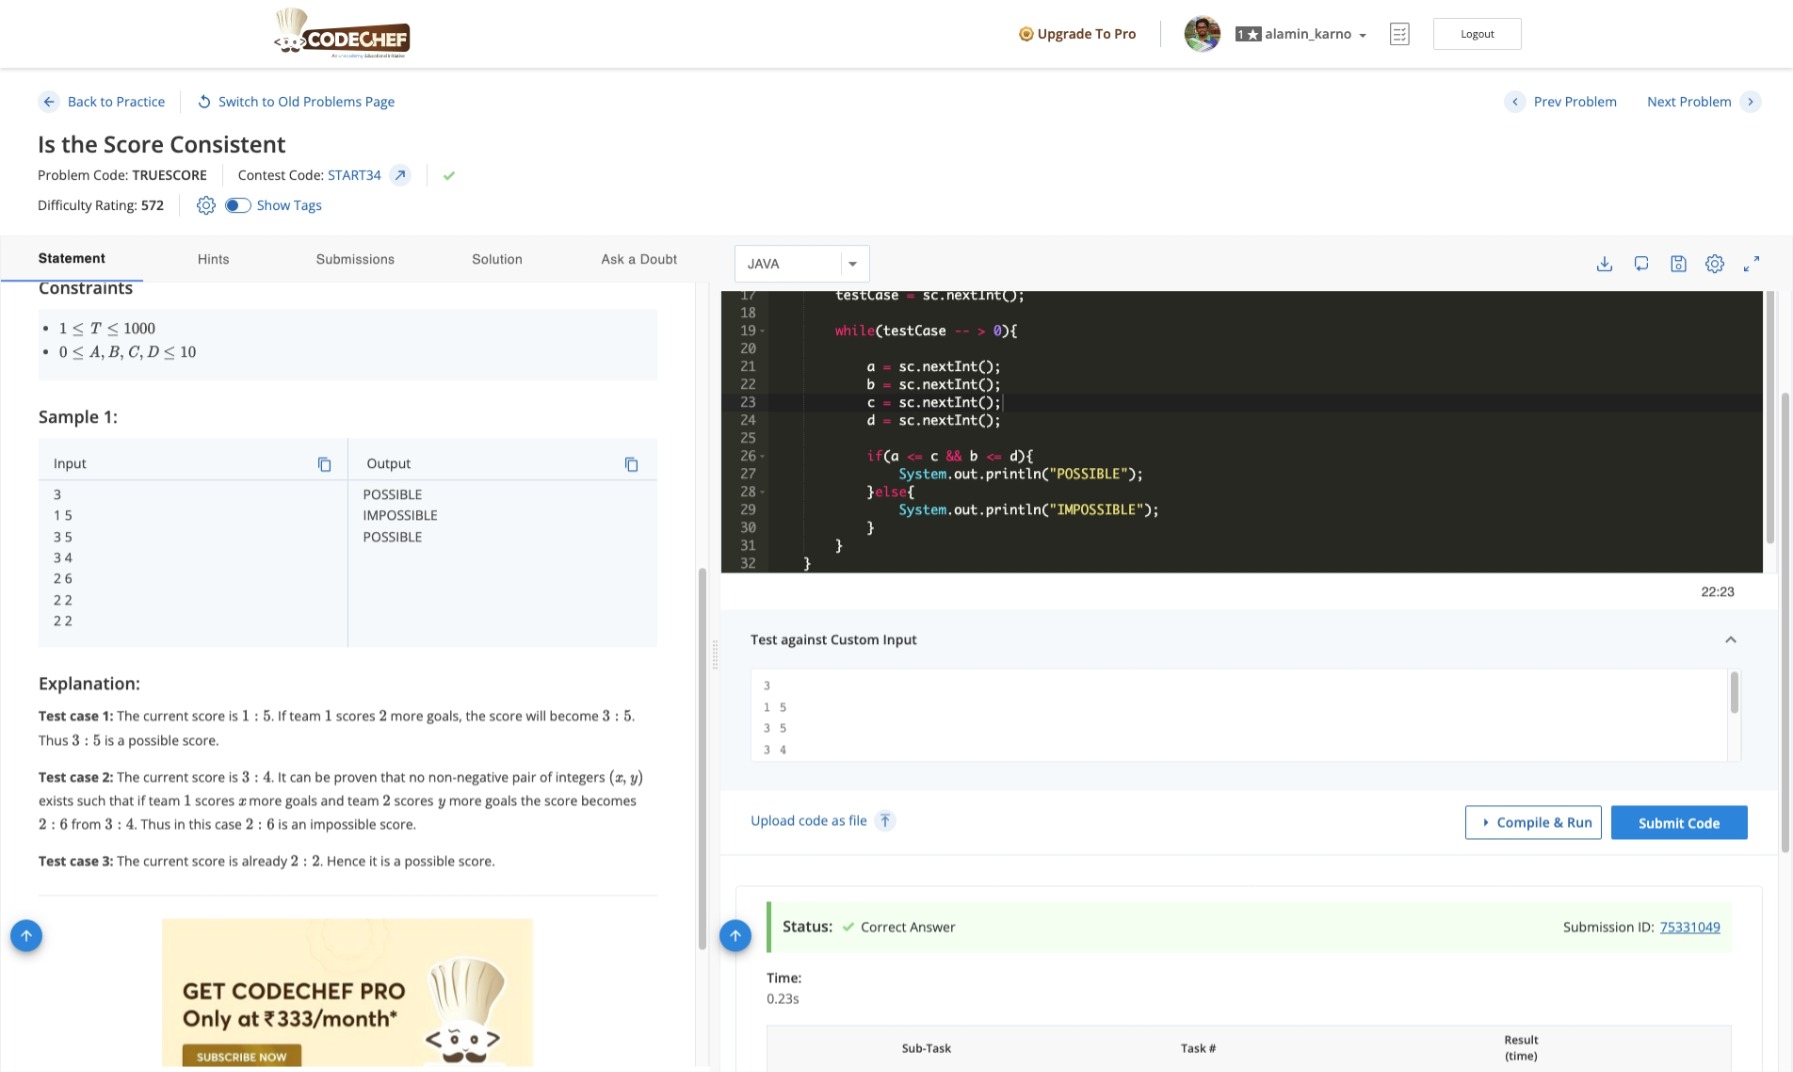 CODECHEF
Upgrade To Pro
1★ alamin_karno
Logout
Back to Practice
Switch to Old Problems Page
Prev Problem
Next Problem
Is the Score Consistent
Problem Code: TRUESCORE
Contest Code: START34
Difficulty Rating: 572
Show Tags
Statement
Hints
Submissions
Solution
Ask a Doubt
Constraints
• 1 ≤ T ≤ 1000
• 0 ≤ A, B, C, D ≤ 10
Sample 1:
Input
Output
3
1 5
3 5
3 4
2 6
2 2
2 2
POSSIBLE
IMPOSSIBLE
POSSIBLE
Explanation:
Test case 1: The current score is 1 : 5. If team 1 scores 2 more goals, the score will become 3 : 5.
Thus 3 : 5 is a possible score.
Test case 2: The current score is 3 : 4. It can be proven that no non-negative pair of integers (x, y)
exists such that if team 1 scores x more goals and team 2 scores y more goals the score becomes
2 : 6 from 3 : 4. Thus in this case 2 : 6 is an impossible score.
Test case 3: The current score is already 2 : 2. Hence it is a possible score.
GET CODECHEF PRO
Only at ₹333/month*
SUBSCRIBE NOW
JAVA
17 testCase = sc.nextInt();
18
19 while(testCase -- > 0){
20
21 a = sc.nextInt();
22 b = sc.nextInt();
23 c = sc.nextInt();
24 d = sc.nextInt();
25
26 if(a <= c && b <= d){
27 System.out.println("POSSIBLE");
28 }else{
29 System.out.println("IMPOSSIBLE");
30 }
31 }
32 }
22:23
Test against Custom Input
3
1 5
3 5
3 4
Upload code as file
Compile & Run
Submit Code
Status: Correct Answer
Submission ID: 75331049
Time:
0.23s
Sub-Task
Task #
Result
(time)